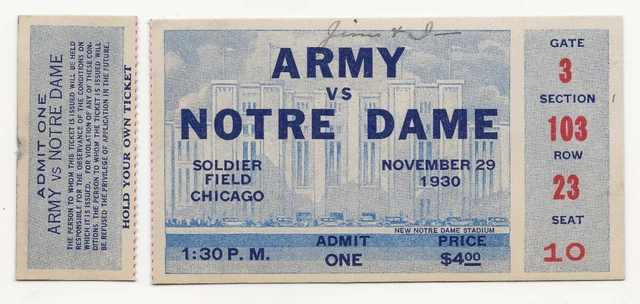 ADMIT ONE
ARMY VS NOTRE DAME
THE PERSON TO WHOM THIS TICKET IS ISSUED WILL BE HELD
RESPONSIBLE FOR THE OBSERVANCE OF THE CONDITIONS ON
WHICH IT IS ISSUED. FOR VIOLATION OF ANY OF THESE CON-
DITIONS, THE PERSON TO WHOM THE TICKET IS ISSUED WILL
BE REFUSED THE PRIVILEGE OF APPLICATION IN THE FUTURE.
HOLD YOUR OWN TICKET
ARMY
VS
NOTRE DAME
SOLDIER
FIELD
CHICAGO
NOVEMBER 29
1930
NEW NOTRE DAME STADIUM
1:30 P. M.
ADMIT
ONE
PRICE
$4.00
GATE
3
SECTION
103
ROW
23
SEAT
10